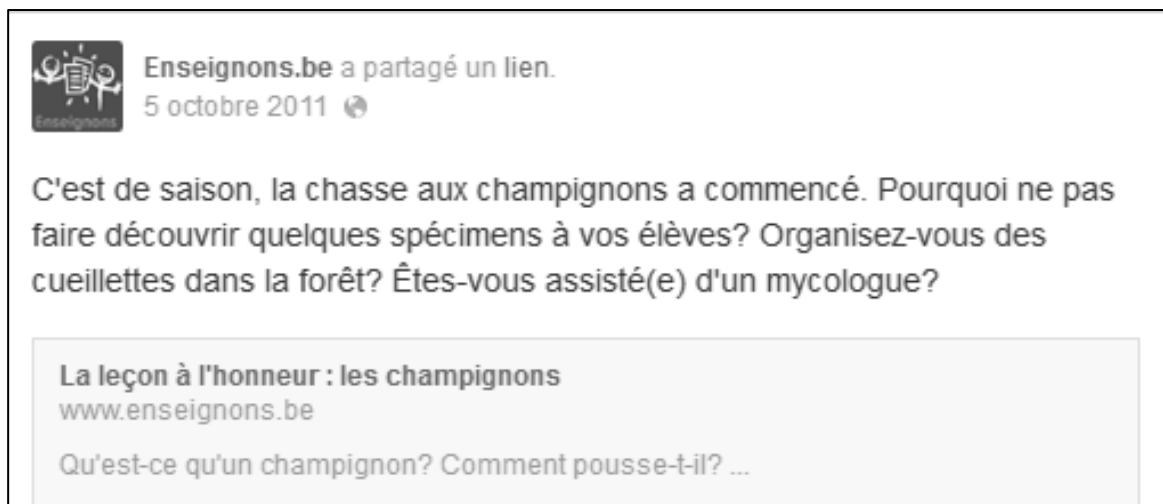 Enseignons.be a partagé un lien.
5 octobre 2011
Enseignons
C'est de saison, la chasse aux champignons a commencé. Pourquoi ne pas
faire découvrir quelques spécimens à vos élèves? Organisez-vous des
cueillettes dans la forêt? Êtes-vous assisté(e) d'un mycologue?
La leçon à l'honneur : les champignons
www.enseignons.be
Qu'est-ce qu'un champignon? Comment pousse-t-il? ...